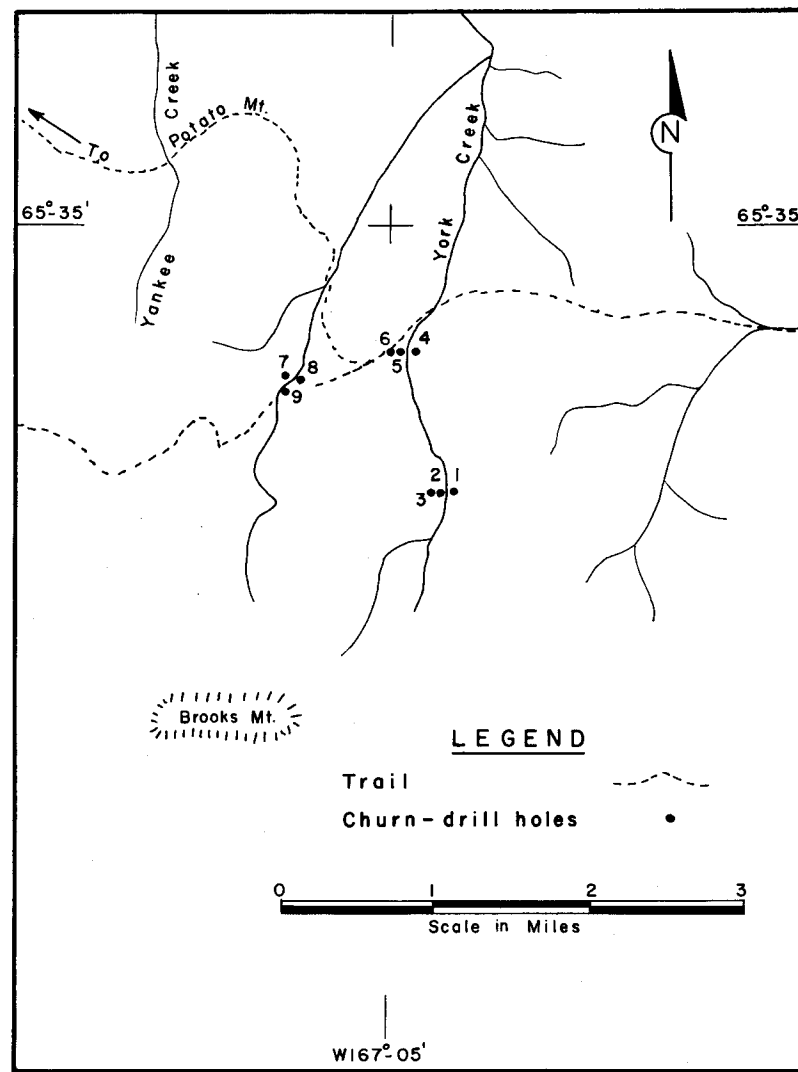 Creek
Yankee
To Potato Mt.
York Creek
N
65°-35'
65°-35'
6
5
4
7
8
9
2
1
3
Brooks Mt.
LEGEND
Trail
Churn-drill holes
0 1 2 3
Scale in Miles
W167°-05'